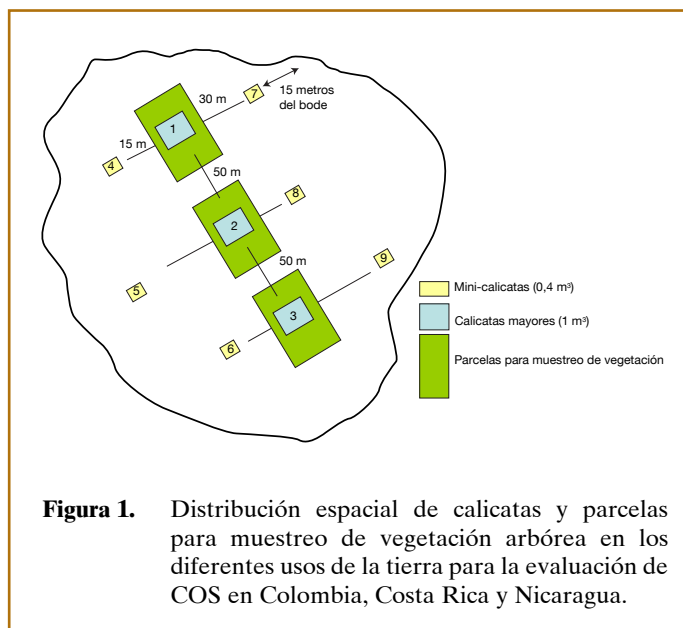 30 m
7
15 metros
del bode
1
15 m
4
50 m
8
2
5
50 m
9
3
6
Mini-calicatas (0,4 m³)
Calicatas mayores (1 m³)
Parcelas para muestreo de vegetación
Figura 1. Distribución espacial de calicatas y parcelas
para muestreo de vegetación arbórea en los
diferentes usos de la tierra para la evaluación de
COS en Colombia, Costa Rica y Nicaragua.